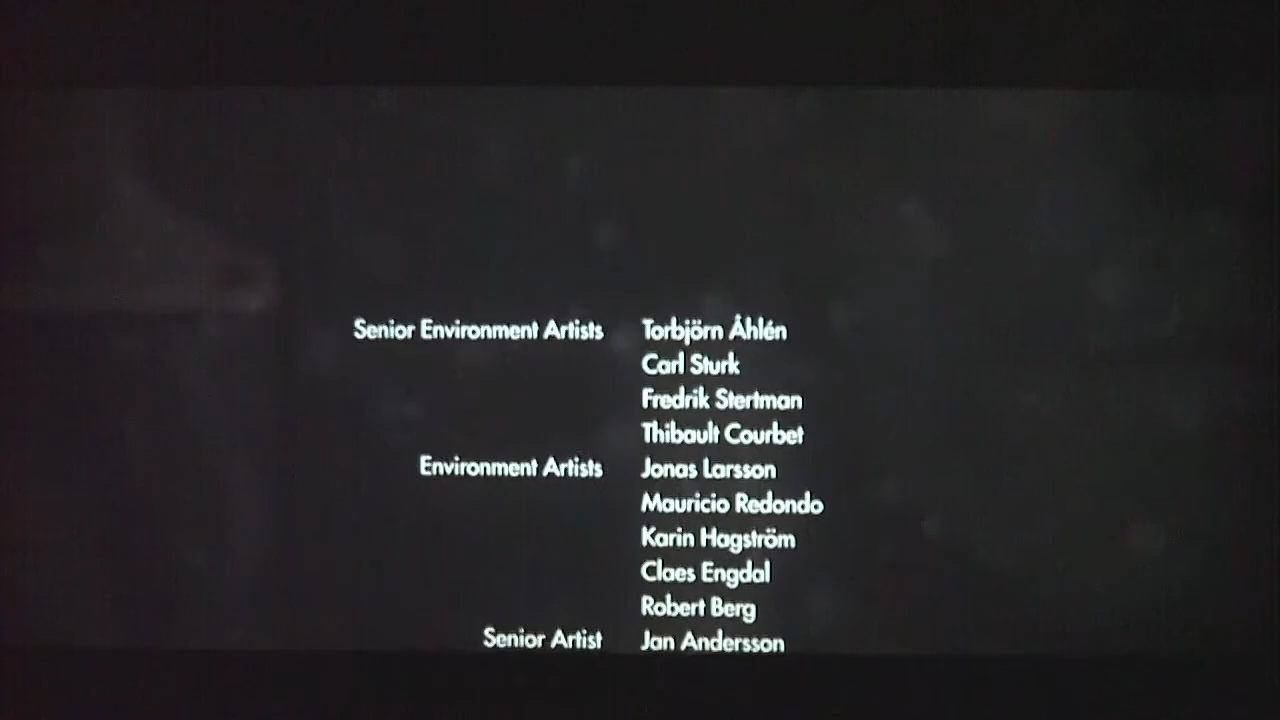 Senior Environment Artists Torbjörn Åhlén
Carl Sturk
Fredrik Stertman
Thibault Courbet
Environment Artists Jonas Larsson
Mauricio Redondo
Karin Hagström
Claes Engdal
Robert Berg
Senior Artist Jan Andersson